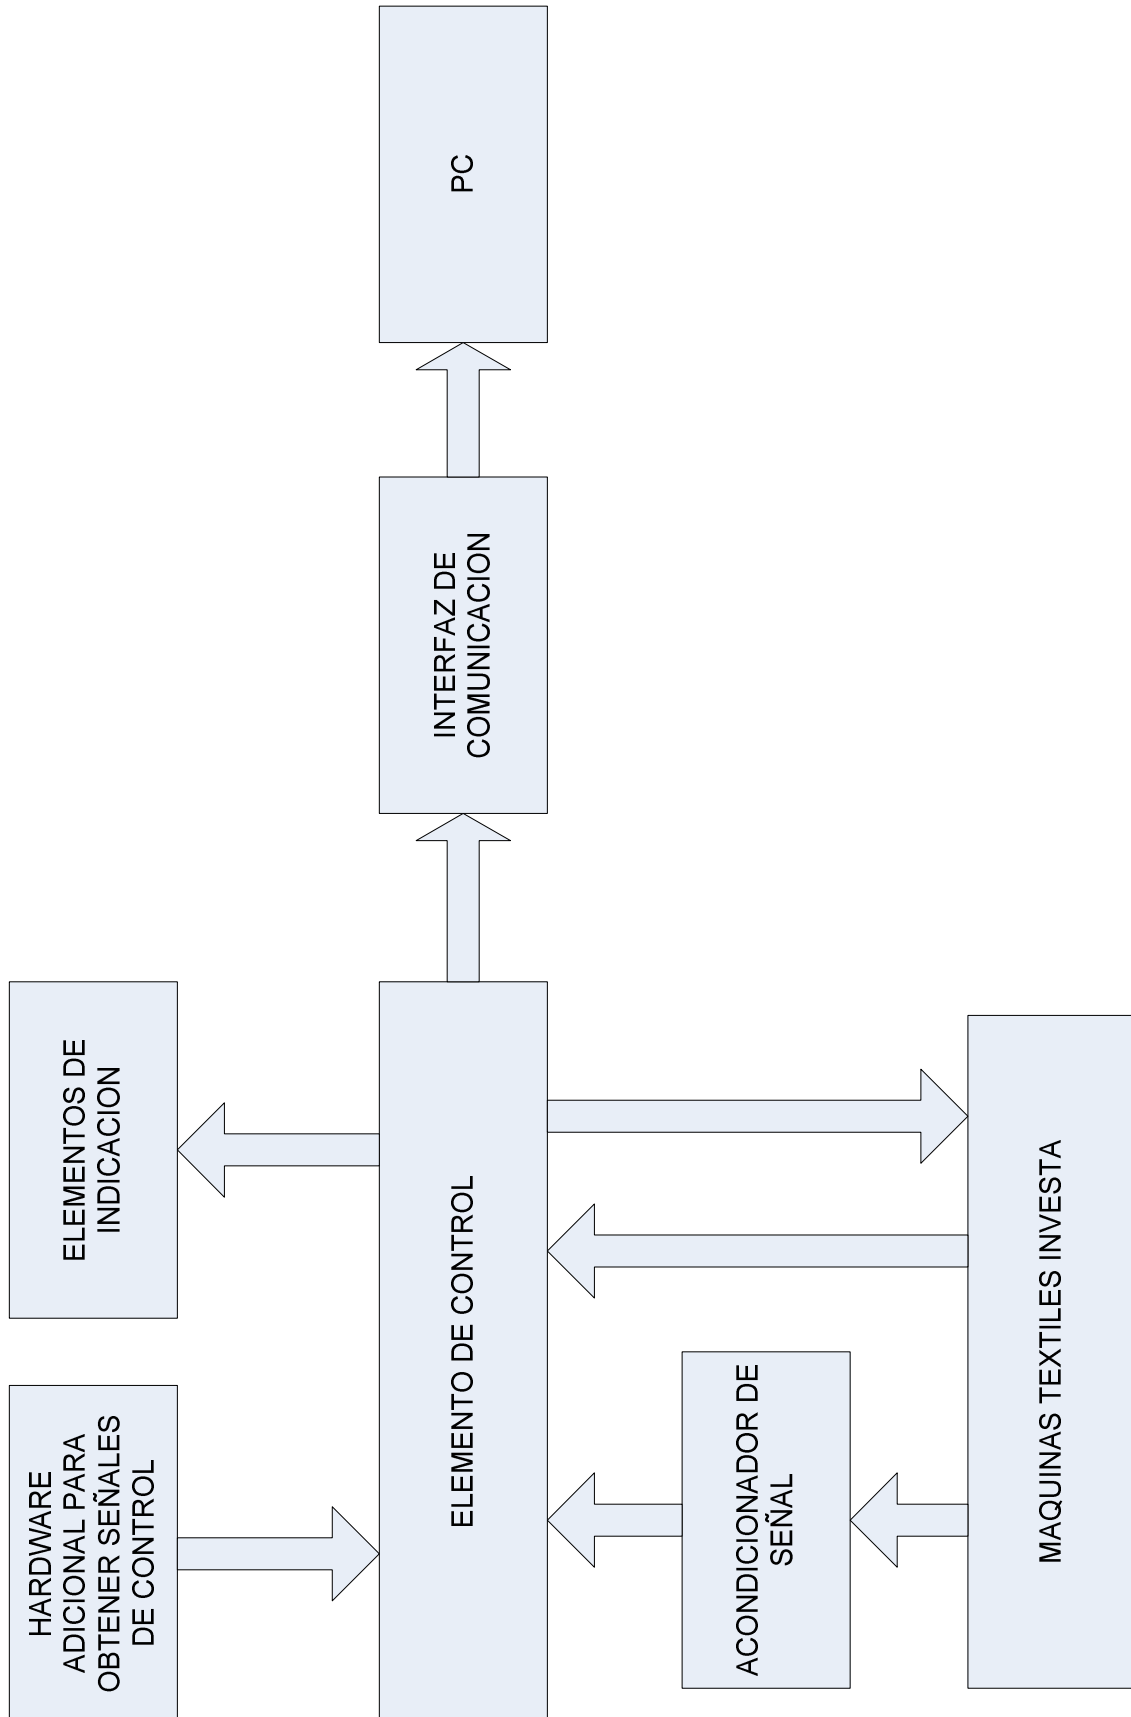 HARDWARE
ADICIONAL PARA
OBTENER SEÑALES
DE CONTROL
ELEMENTOS DE
INDICACION
ELEMENTO DE CONTROL
INTERFAZ DE
COMUNICACION
PC
ACONDICIONADOR DE
SEÑAL
MAQUINAS TEXTILES INVESTA